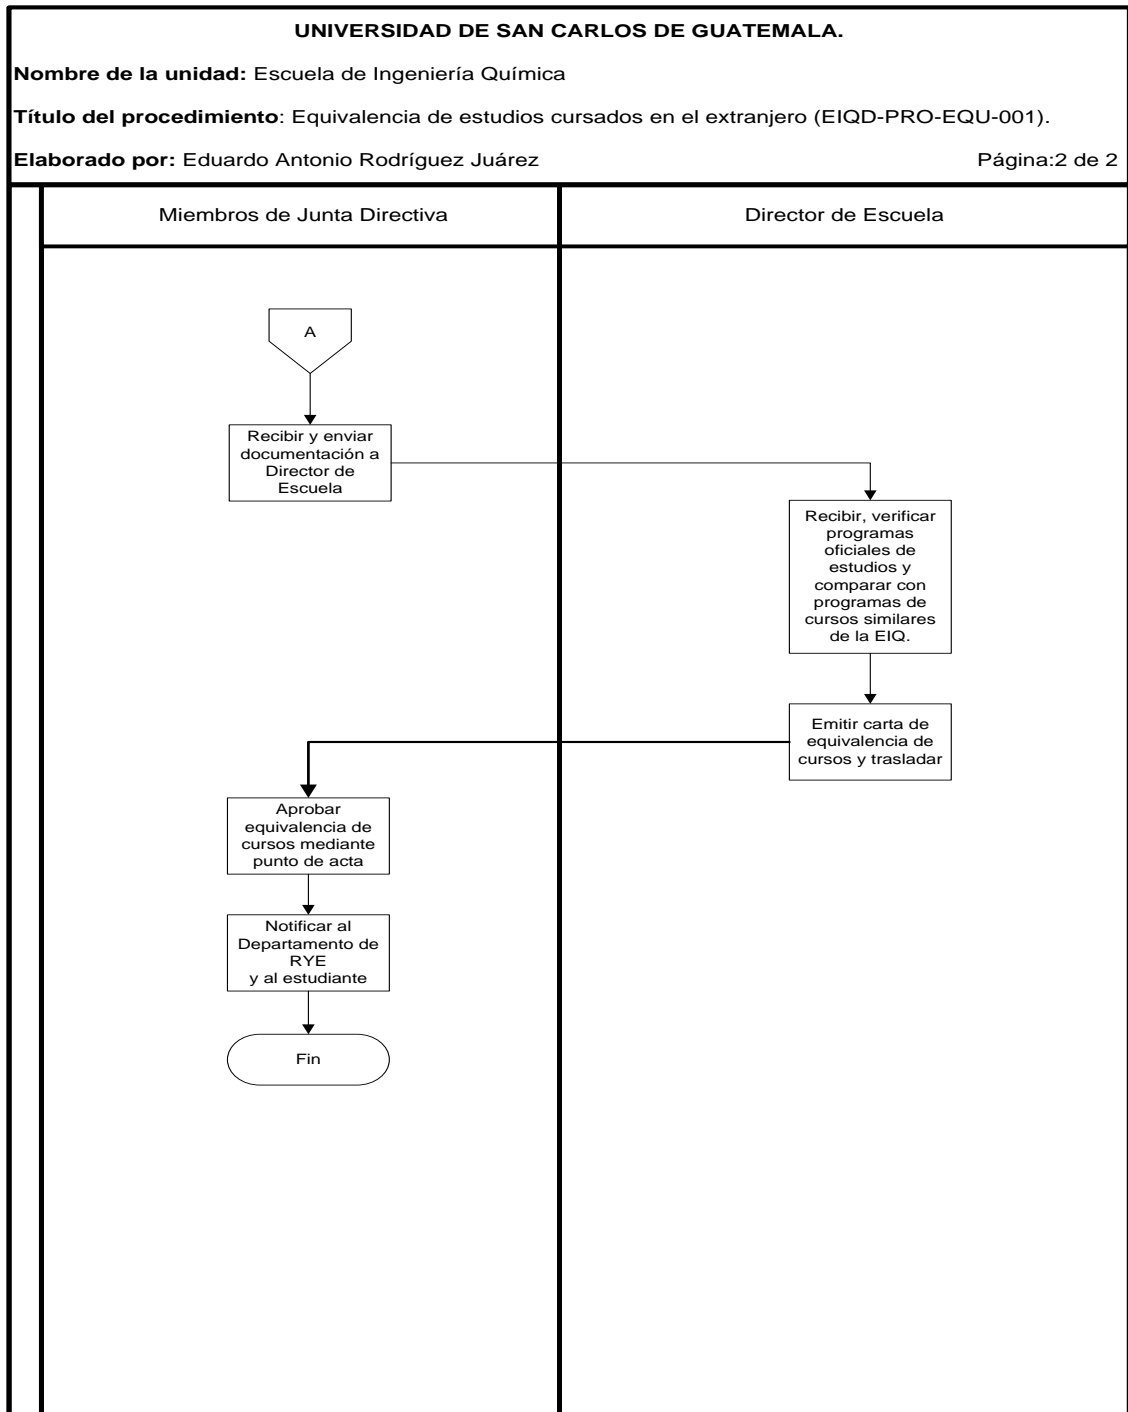 UNIVERSIDAD DE SAN CARLOS DE GUATEMALA.
Nombre de la unidad: Escuela de Ingeniería Química
Título del procedimiento: Equivalencia de estudios cursados en el extranjero (EIQD-PRO-EQU-001).
Elaborado por: Eduardo Antonio Rodríguez Juárez Página:2 de 2
Miembros de Junta Directiva
Director de Escuela
A
Recibir y enviar
documentación a
Director de
Escuela
Recibir, verificar
programas
oficiales de
estudios y
comparar con
programas de
cursos similares
de la EIQ.
Emitir carta de
equivalencia de
cursos y trasladar
Aprobar
equivalencia de
cursos mediante
punto de acta
Notificar al
Departamento de
RYE
y al estudiante
Fin